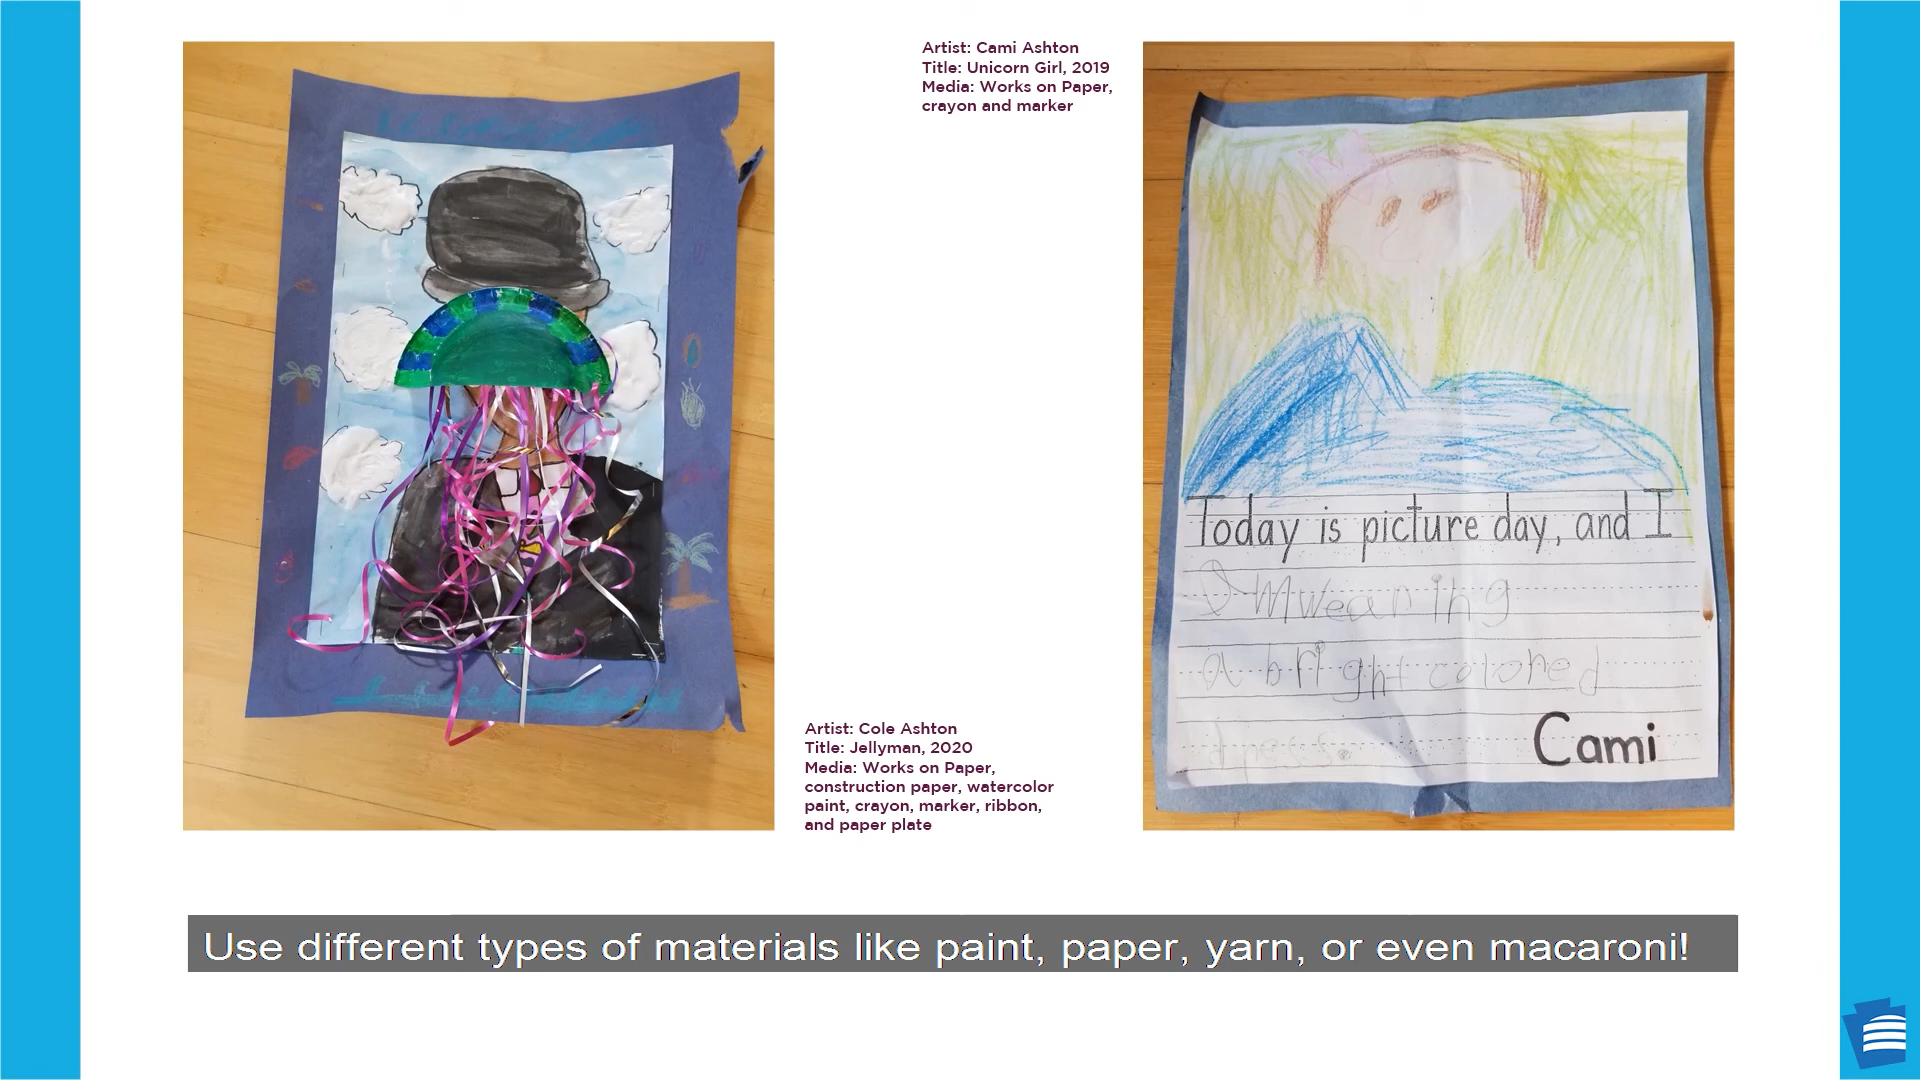 Artist: Cami Ashton
Title: Unicorn Girl, 2019
Media: Works on Paper,
crayon and marker
Today is picture day, and I
I mwearing
a bright colored
dress.
Cami
Artist: Cole Ashton
Title: Jellyman, 2020
Media: Works on Paper,
construction paper, watercolor
paint, crayon, marker, ribbon,
and paper plate
Use different types of materials like paint, paper, yarn, or even macaroni!